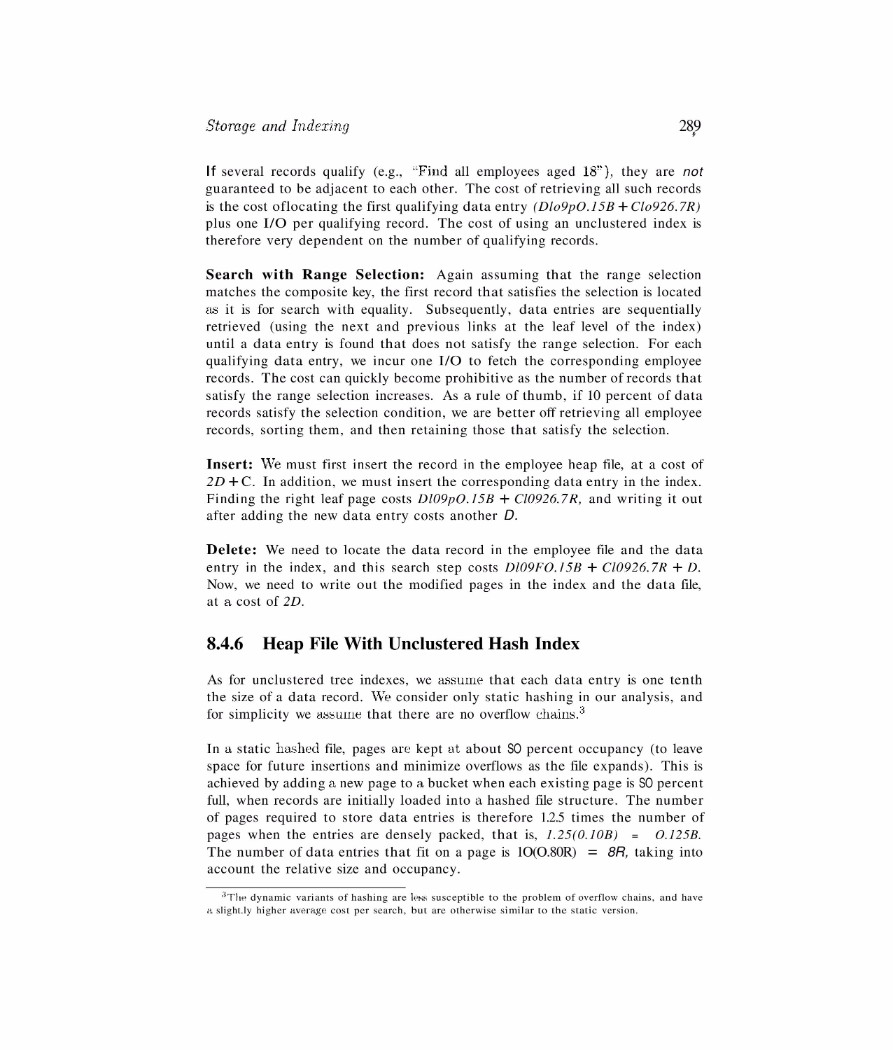 Storage and Indexing 289
If several records qualify (e.g., "Find all employees aged 18"), they are not
guaranteed to be adjacent to each other. The cost of retrieving all such records
is the cost oflocating the first qualifying data entry (Dlo9pO.15B + Clo926.7R)
plus one I/O per qualifying record. The cost of using an unclustered index is
therefore very dependent on the number of qualifying records.
Search with Range Selection: Again assuming that the range selection
matches the composite key, the first record that satisfies the selection is located
as it is for search with equality. Subsequently, data entries are sequentially
retrieved (using the next and previous links at the leaf level of the index)
until a data entry is found that does not satisfy the range selection. For each
qualifying data entry, we incur one I/O to fetch the corresponding employee
records. The cost can quickly become prohibitive as the number of records that
satisfy the range selection increases. As a rule of thumb, if 10 percent of data
records satisfy the selection condition, we are better off retrieving all employee
records, sorting them, and then retaining those that satisfy the selection.
Insert: We must first insert the record in the employee heap file, at a cost of
2D + C. In addition, we must insert the corresponding data entry in the index.
Finding the right leaf page costs Dl09pO.15B + Cl0926.7R, and writing it out
after adding the new data entry costs another D.
Delete: We need to locate the data record in the employee file and the data
entry in the index, and this search step costs Dl09FO.15B + Cl0926.7R + D.
Now, we need to write out the modified pages in the index and the data file,
at a cost of 2D.
8.4.6 Heap File With Unclustered Hash Index
As for unclustered tree indexes, we assume that each data entry is one tenth
the size of a data record. We consider only static hashing in our analysis, and
for simplicity we assume that there are no overflow chains.3
In a static hashed file, pages are kept at about SO percent occupancy (to leave
space for future insertions and minimize overflows as the file expands). This is
achieved by adding a new page to a bucket when each existing page is SO percent
full, when records are initially loaded into a hashed file structure. The number
of pages required to store data entries is therefore 1.2.5 times the number of
pages when the entries are densely packed, that is, 1.25(0.10B) = O.125B.
The number of data entries that fit on a page is IO(O.80R) = 8R, taking into
account the relative size and occupancy.
3The dynamic variants of hashing are less susceptible to the problem of overflow chains, and have
a slightly higher average cost per search, but are otherwise similar to the static version.